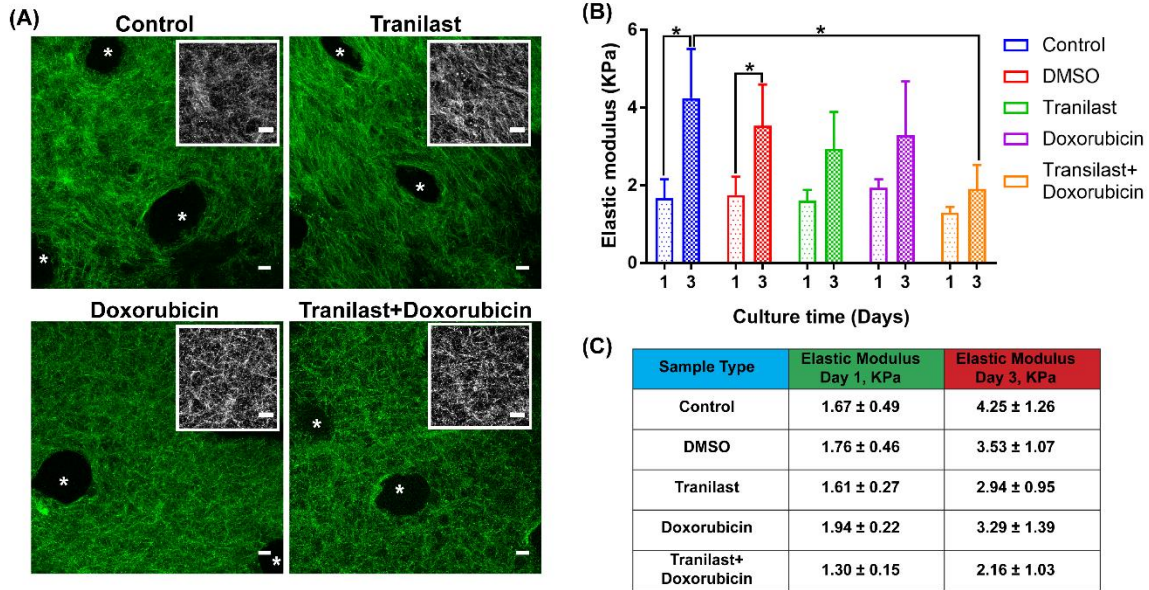 (A)
Control
Tranilast
*
*
*
*
*
Doxorubicin
Tranilast+Doxorubicin
*
*
*
*
(B)
Elastic modulus (KPa)
6
4
2
0
*
*
*
1 3 1 3 1 3 1 3 1 3
Culture time (Days)
Control
DMSO
Tranilast
Doxorubicin
Transilast+
Doxorubicin
(C)
Sample Type
Elastic Modulus
Day 1, KPa
Elastic Modulus
Day 3, KPa
Control 1.67 ± 0.49 4.25 ± 1.26
DMSO 1.76 ± 0.46 3.53 ± 1.07
Tranilast 1.61 ± 0.27 2.94 ± 0.95
Doxorubicin 1.94 ± 0.22 3.29 ± 1.39
Tranilast+
Doxorubicin 1.30 ± 0.15 2.16 ± 1.03